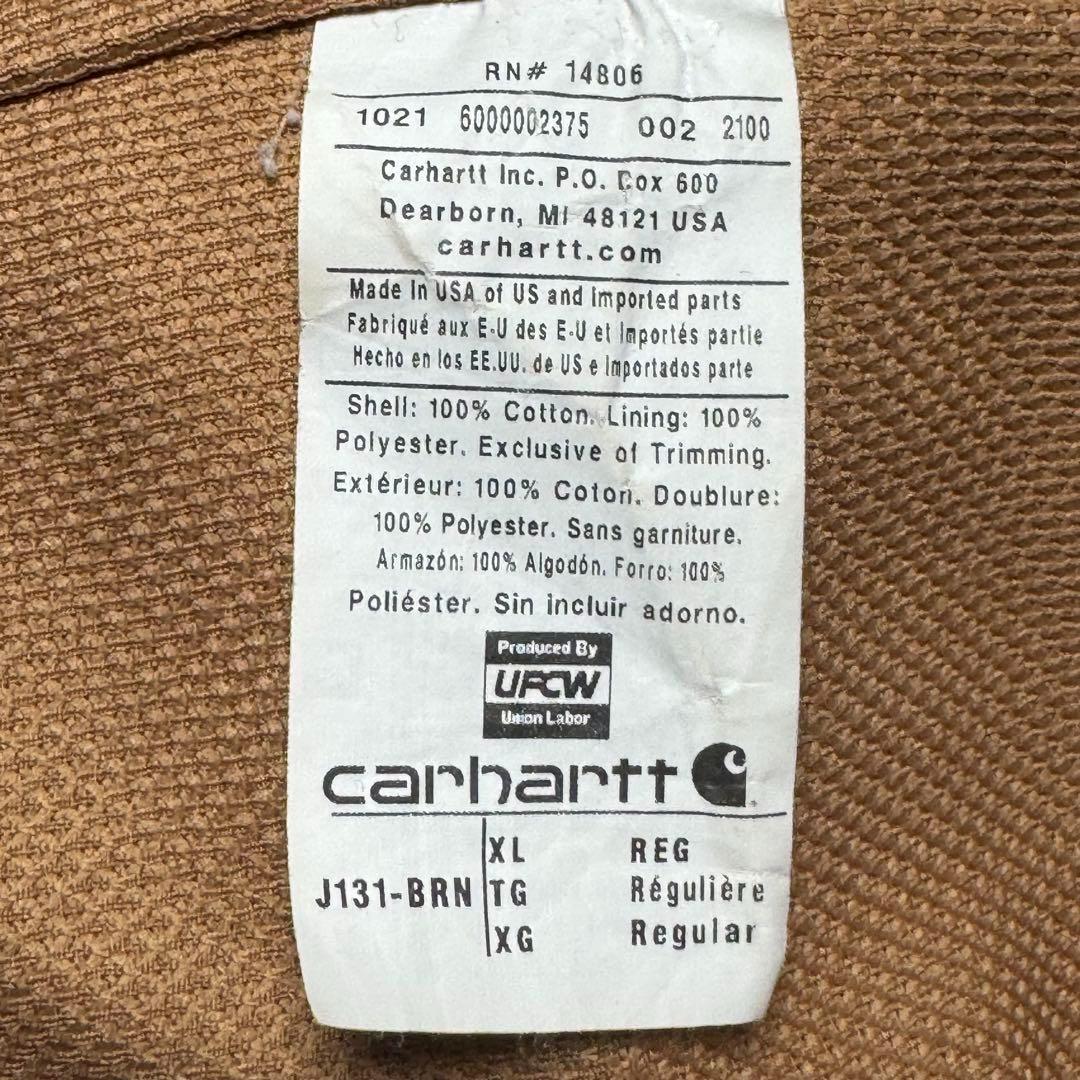 RN# 14806
1021 6000002375 002 2100
Carhartt Inc. P.O. Box 600
Dearborn, MI 48121 USA
carhartt.com
Made In USA of US and Imported parts
Fabriqué aux E-U des E-U et Importés partie
Hecho en los EE.UU. de US e Importados parte
Shell: 100% Cotton. Lining: 100%
Polyester. Exclusive of Trimming.
Extérieur: 100% Coton. Doublure:
100% Polyester. Sans garniture.
Armazón: 100% Algodón. Forro: 100%
Poliéster. Sin incluir adorno.
Produced By
UFCW
Union Labor
carhartt
XL REG
J131-BRN TG Régulière
XG Regular